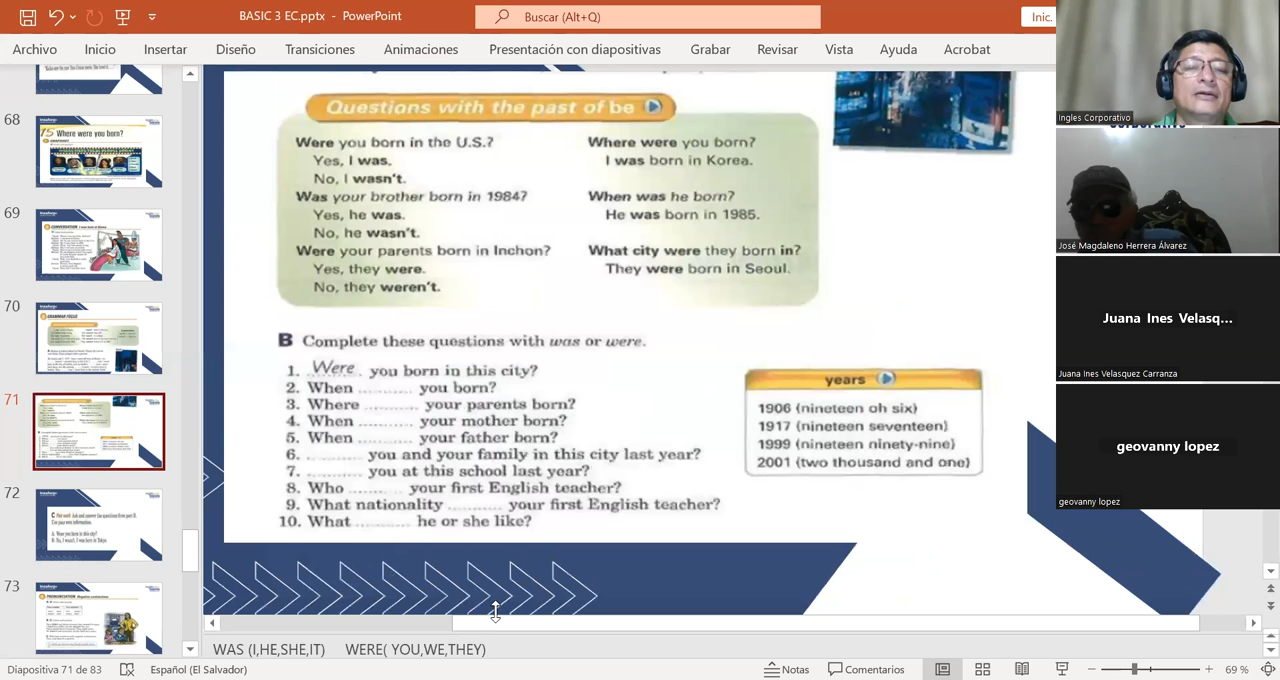 BASIC 3 EC.pptx - PowerPoint
Buscar (Alt+Q)
Inic.
Archivo Inicio Insertar Diseño Transiciones Animaciones Presentación con diapositivas Grabar Revisar Vista Ayuda Acrobat
68
15 Where were you born?
69
70
71
72
73
Questions with the past of be
Were you born in the U.S.?
Yes, I was.
No, I wasn't.
Was your brother born in 1984?
Yes, he was.
No, he wasn't.
Were your parents born in Inchon?
Yes, they were.
No, they weren't.
Where were you born?
I was born in Korea.
When was he born?
He was born in 1985.
What city were they born in?
They were born in Seoul.
B Complete these questions with was or were.
1. Were you born in this city?
2. When .......... you born?
3. Where .......... your parents born?
4. When .......... your mother born?
5. When .......... your father born?
6. .......... you and your family in this city last year?
7. .......... you at this school last year?
8. Who .......... your first English teacher?
9. What nationality .......... your first English teacher?
10. What .......... he or she like?
years
1906 (nineteen oh six)
1917 (nineteen seventeen)
1999 (nineteen ninety-nine)
2001 (two thousand and one)
Ingles Corporativo
José Magdaleno Herrera Álvarez
Juana Ines Velasq...
Juana Ines Velasquez Carranza
geovanny lopez
geovanny lopez
WAS (I,HE,SHE,IT) WERE( YOU,WE,THEY)
Diapositiva 71 de 83 Español (El Salvador) Notas Comentarios 69 %